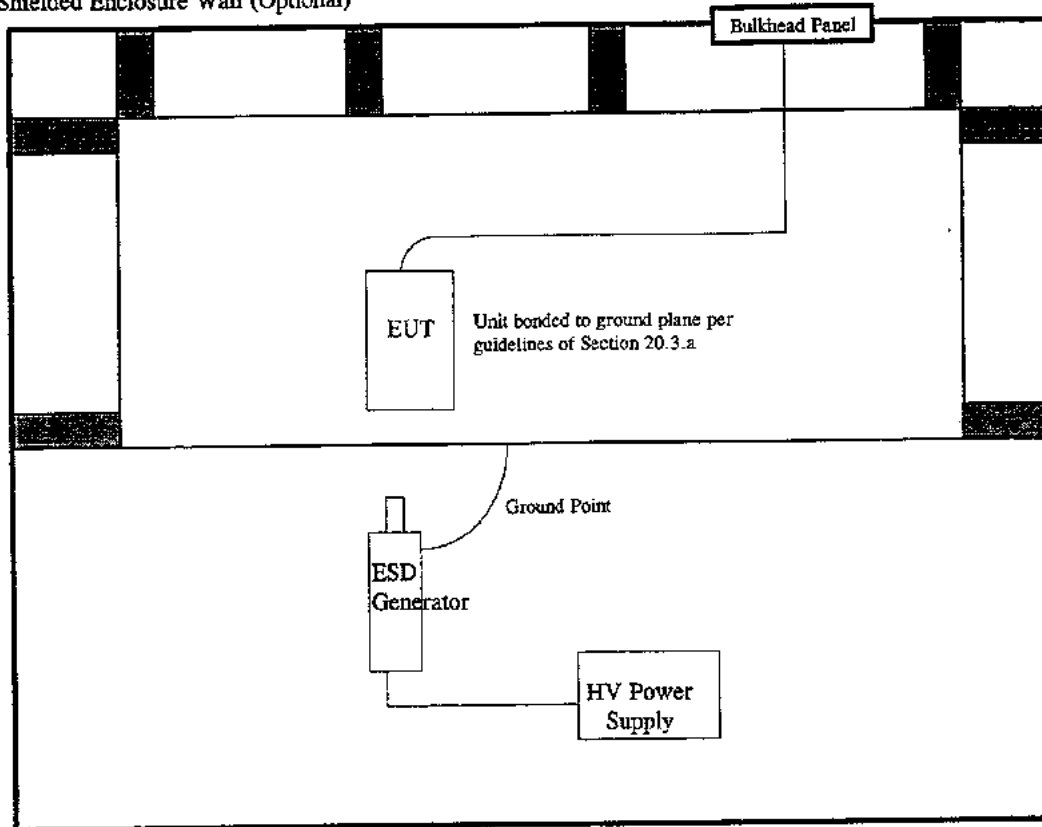 Shielded Enclosure Wall (Optional)
Bulkhead Panel
EUT
Unit bonded to ground plane per
guidelines of Section 20.3.a
Ground Point
ESD
Generator
HV Power
Supply